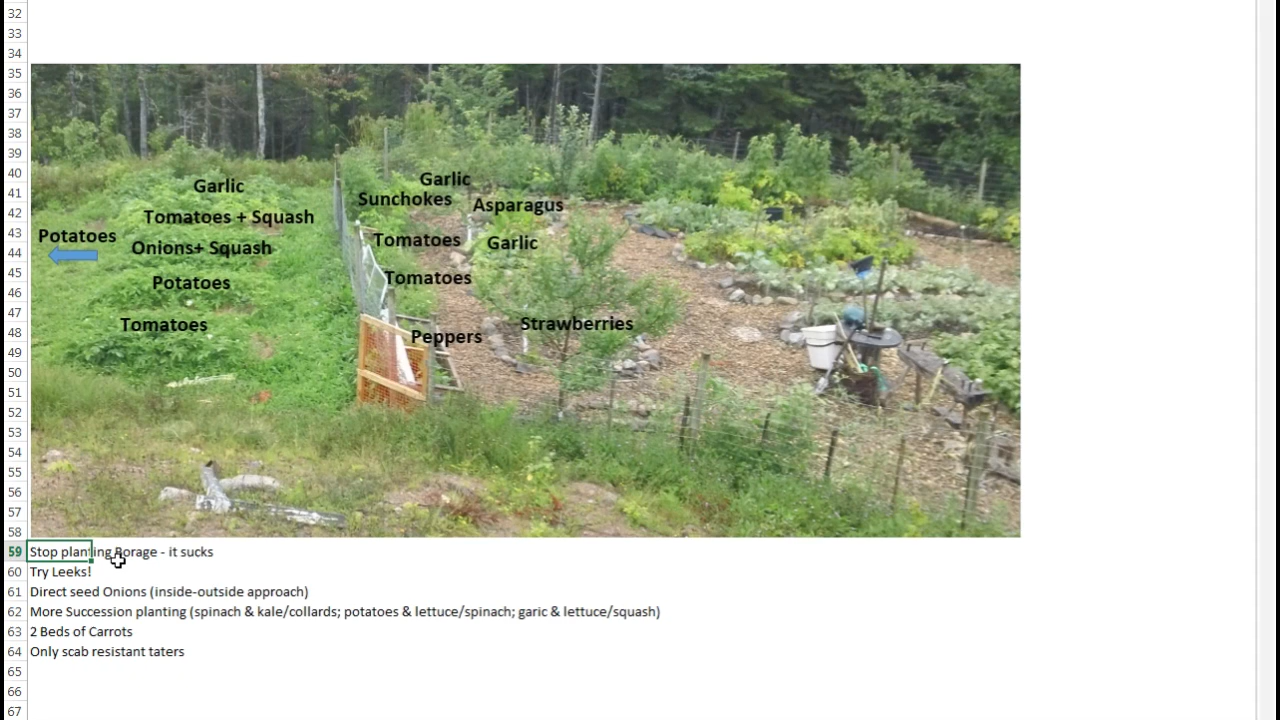 32
33
34
35
36
37
38
39
40
41
42
43
44
45
46
47
48
49
50
51
52
53
54
55
56
57
58
59
60
61
62
63
64
65
66
67
Garlic
Tomatoes + Squash
Potatoes
Onions+ Squash
Potatoes
Tomatoes
Garlic
Sunchokes
Asparagus
Tomatoes
Garlic
Tomatoes
Strawberries
Peppers
Stop planting Borage - it sucks
Try Leeks!
Direct seed Onions (inside-outside approach)
More Succession planting (spinach & kale/collards; potatoes & lettuce/spinach; garic & lettuce/squash)
2 Beds of Carrots
Only scab resistant taters